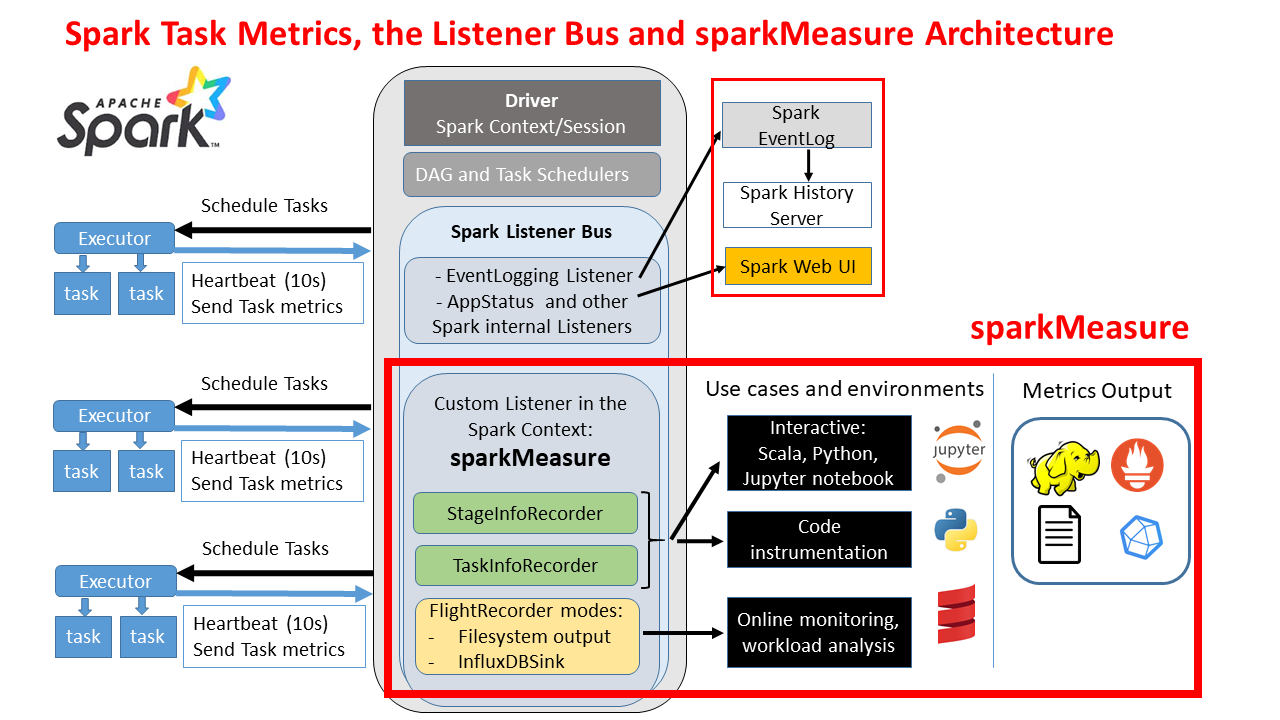 Spark Task Metrics, the Listener Bus and sparkMeasure Architecture
APACHE
Spark™
Driver
Spark Context/Session
DAG and Task Schedulers
Spark Listener Bus
- EventLogging Listener
- AppStatus and other
Spark internal Listeners
Spark
EventLog
Spark History
Server
Spark Web UI
Schedule Tasks
Executor
task
task
Heartbeat (10s)
Send Task metrics
Schedule Tasks
Executor
task
task
Heartbeat (10s)
Send Task metrics
Schedule Tasks
Executor
task
task
Heartbeat (10s)
Send Task metrics
sparkMeasure
Custom Listener in the
Spark Context:
sparkMeasure
StageInfoRecorder
TaskInfoRecorder
FlightRecorder modes:
- Filesystem output
- InfluxDBSink
Use cases and environments
Interactive:
Scala, Python,
Jupyter notebook
Code
instrumentation
Online monitoring,
workload analysis
jupyter
Metrics Output